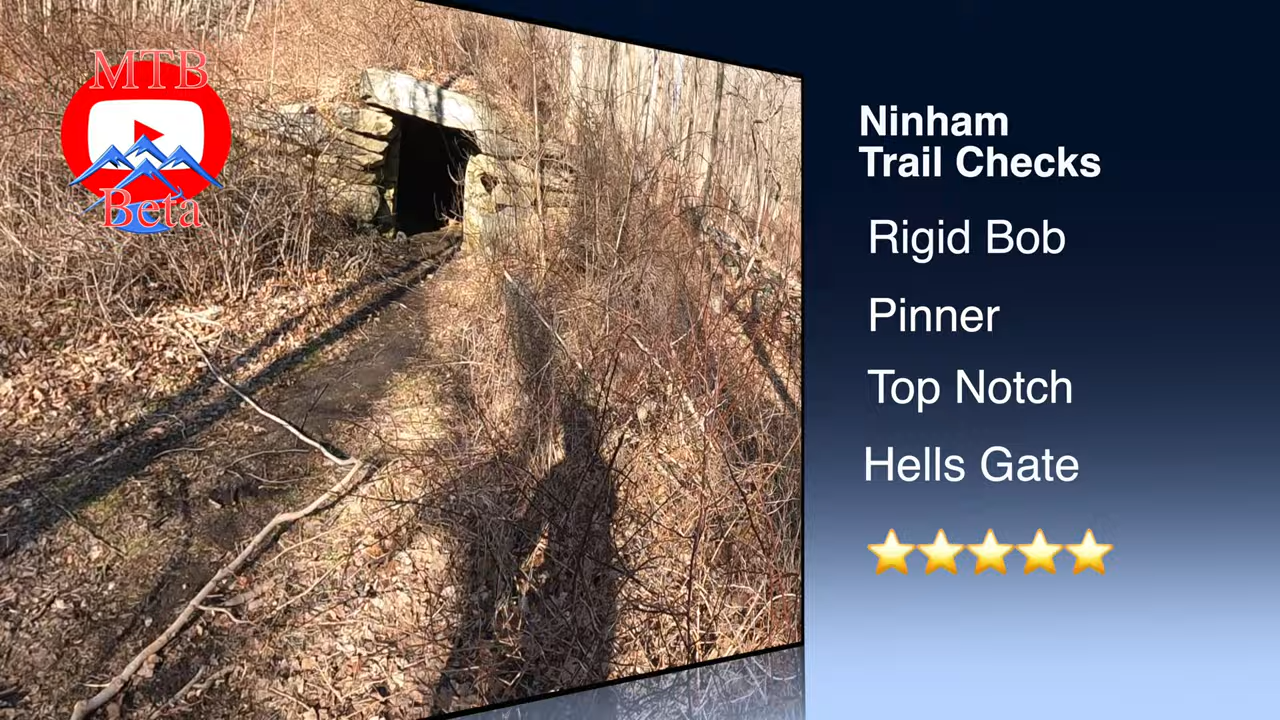 MTB
Beta
Ninham
Trail Checks
Rigid Bob
Pinner
Top Notch
Hells Gate